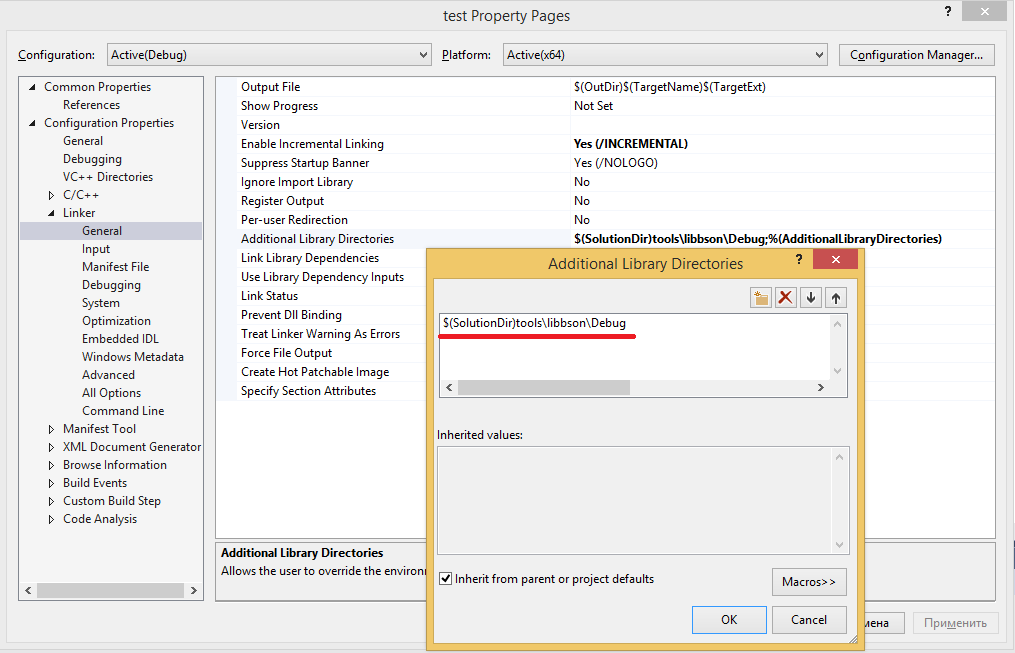 test Property Pages
?
Configuration:
Active(Debug)
Platform:
Active(x64)
Configuration Manager...
Common Properties
References
Configuration Properties
General
Debugging
VC++ Directories
C/C++
Linker
General
Input
Manifest File
Debugging
System
Optimization
Embedded IDL
Windows Metadata
Advanced
All Options
Command Line
Manifest Tool
XML Document Generator
Browse Information
Build Events
Custom Build Step
Code Analysis
Output File $(OutDir)$(TargetName)$(TargetExt)
Show Progress Not Set
Version
Enable Incremental Linking Yes (/INCREMENTAL)
Suppress Startup Banner Yes (/NOLOGO)
Ignore Import Library No
Register Output No
Per-user Redirection No
Additional Library Directories $(SolutionDir)tools\libbson\Debug;%(AdditionalLibraryDirectories)
Link Library Dependencies
Use Library Dependency Inputs
Link Status
Prevent Dll Binding
Treat Linker Warning As Errors
Force File Output
Create Hot Patchable Image
Specify Section Attributes
Additional Library Directories
Allows the user to override the environ
Additional Library Directories
?
$(SolutionDir)tools\libbson\Debug
Inherited values:
Inherit from parent or project defaults
Macros>>
OK
Cancel
мена
Применить